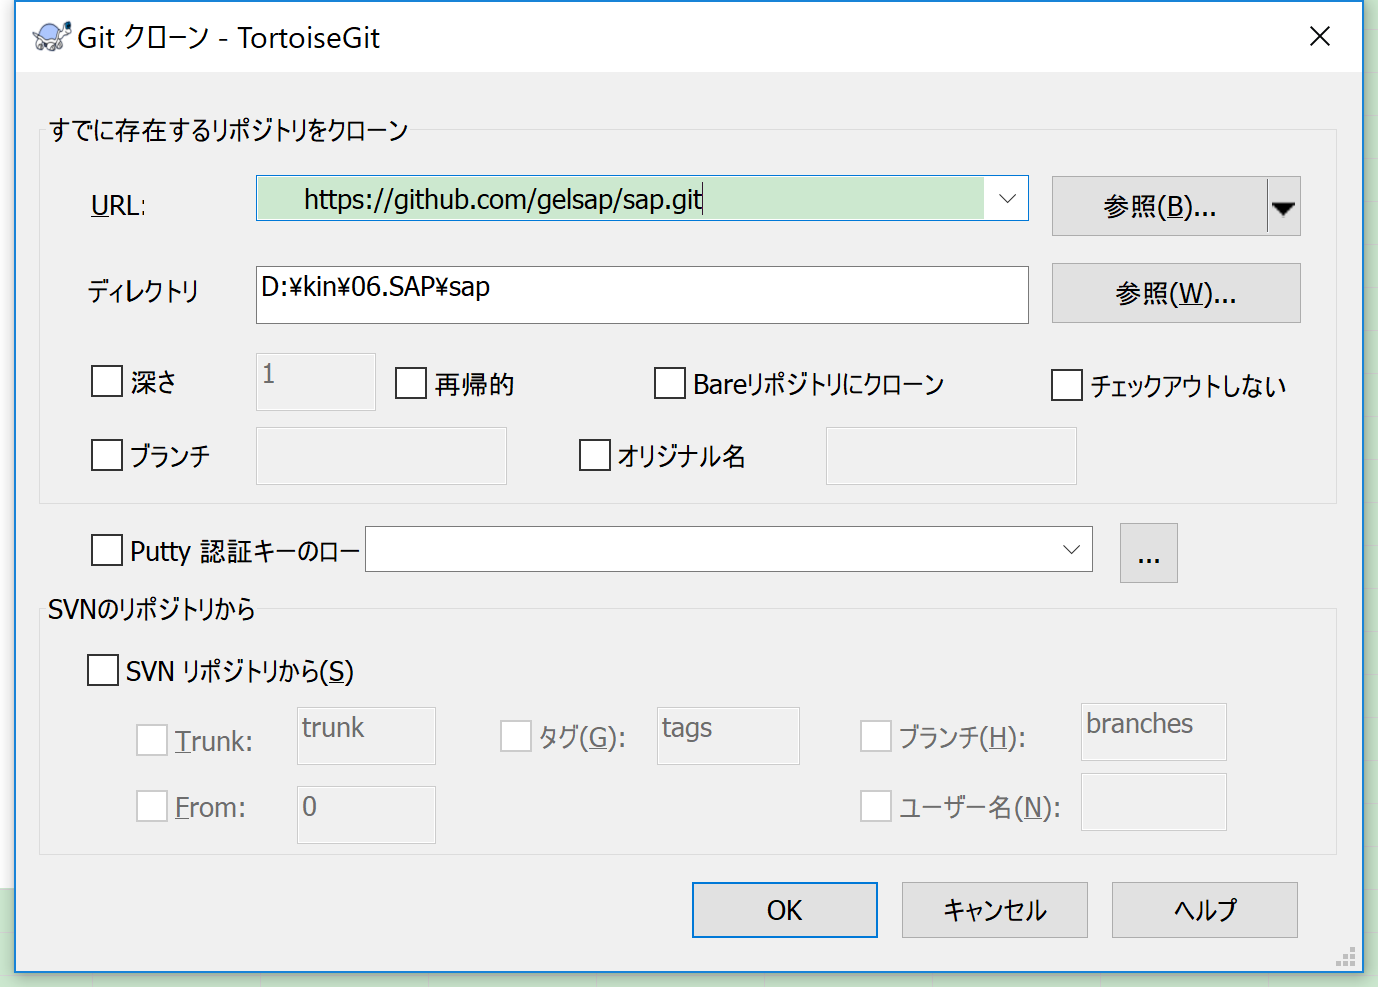 Git クローン - TortoiseGit
すでに存在するリポジトリをクローン
URL: https://github.com/gelsap/sap.git 参照(B)...
ディレクトリ D:¥kin¥06.SAP¥sap 参照(W)...
深さ 1 再帰的 Bareリポジトリにクローン チェックアウトしない
ブランチ オリジナル名
Putty 認証キーのロー ...
SVNのリポジトリから
SVN リポジトリから(S)
Trunk: trunk タグ(G): tags ブランチ(H): branches
From: 0 ユーザー名(N):
OK キャンセル ヘルプ